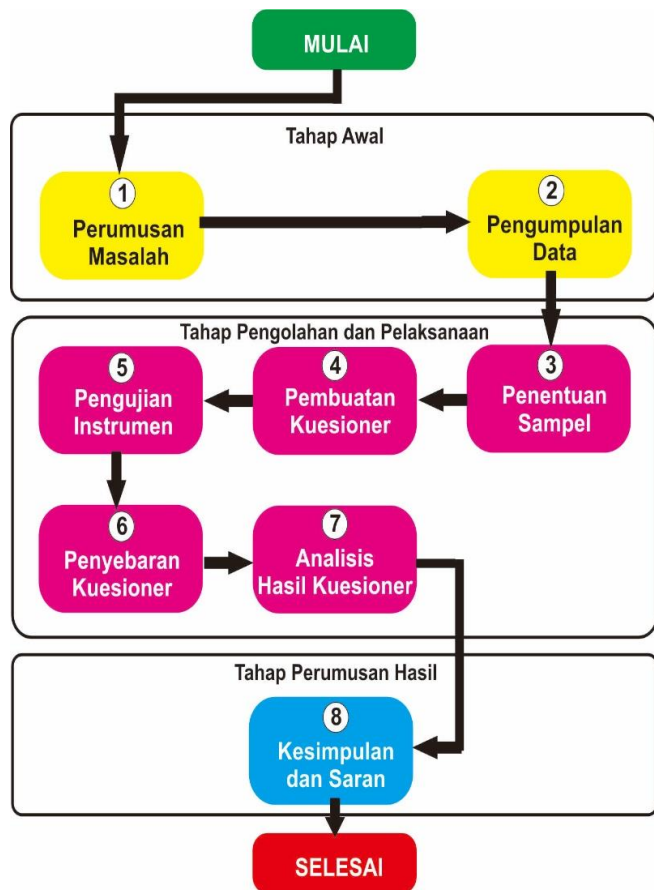 MULAI
Tahap Awal
1
Perumusan
Masalah
2
Pengumpulan
Data
Tahap Pengolahan dan Pelaksanaan
3
Penentuan
Sampel
4
Pembuatan
Kuesioner
5
Pengujian
Instrumen
6
Penyebaran
Kuesioner
7
Analisis
Hasil Kuesioner
Tahap Perumusan Hasil
8
Kesimpulan
dan Saran
SELESAI